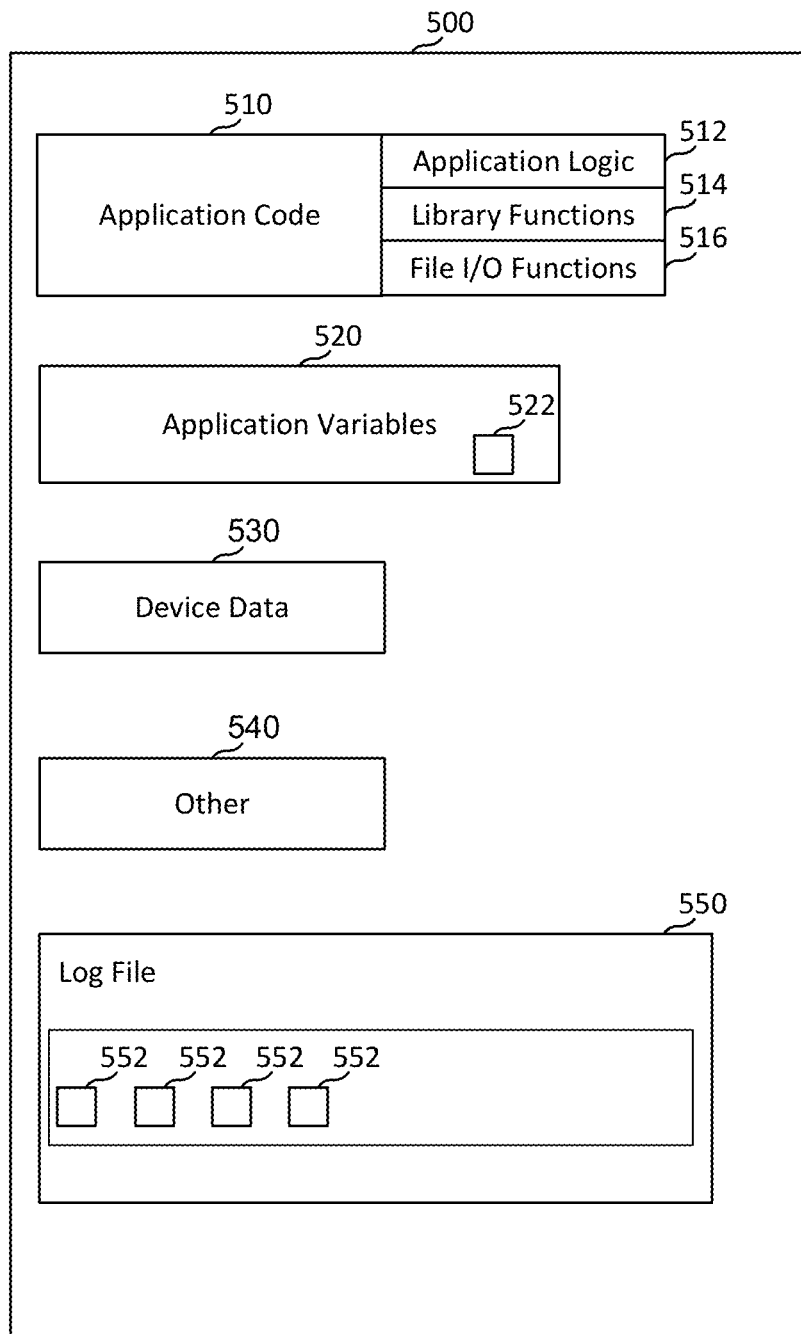 500
510
Application Code
Application Logic
512
Library Functions
514
File I/O Functions
516
520
Application Variables
522
530
Device Data
540
Other
550
Log File
552 552 552 552